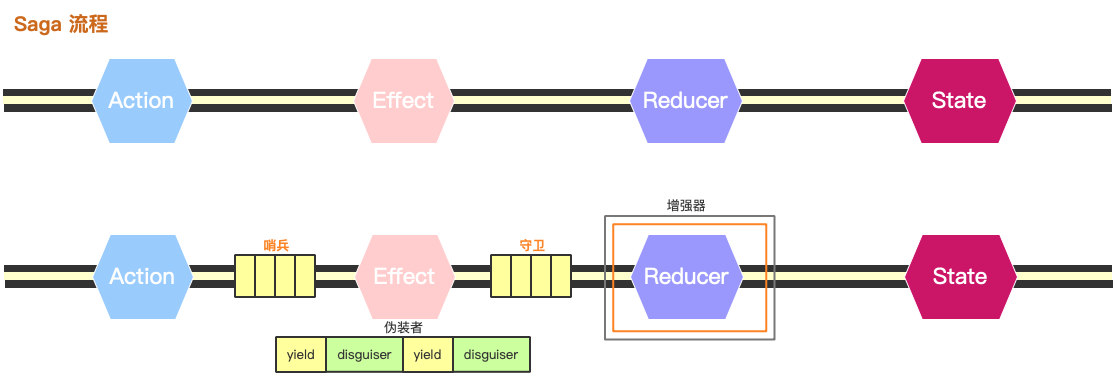 Saga 流程
Action Effect Reducer State
增强器
哨兵 守卫
Action Effect Reducer State
伪装者
yield disguiser yield disguiser